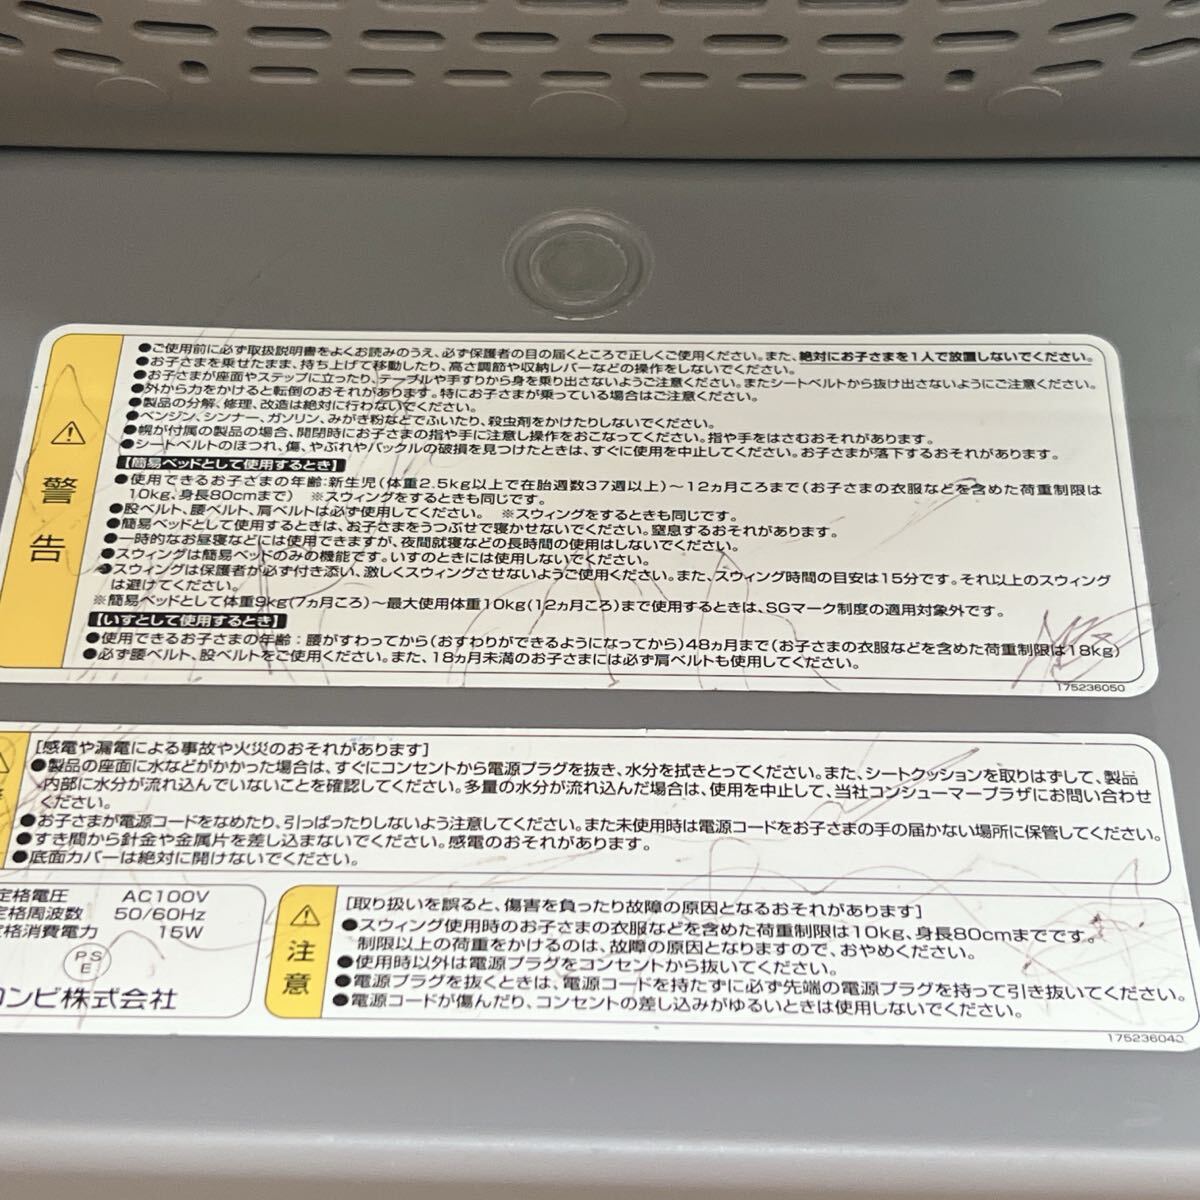 警告
●ご使用前に必ず取扱説明書をよくお読みのうえ、必ず保護者の目の届くところで正しくご使用ください。また、絶対にお子さまを1人で放置しないでください。
●お子さまを乗せたまま、持ち上げて移動したり、高さ調節や収納レバーなどの操作をしないでください。
●お子さまが座面やステップに立ったり、テーブルや手すりから身を乗り出さないようご注意ください。またシートベルトから抜け出さないようにご注意ください。
●外から力をかけると転倒のおそれがあります。特にお子さまが乗っている場合はご注意ください。
●製品の分解、修理、改造は絶対に行わないでください。
●ベンジン、シンナー、ガソリン、みがき粉などでふいたり、殺虫剤をかけたりしないでください。
●幌が付属の製品の場合、開閉時にお子さまの指や手に注意し操作をおこなってください。指や手をはさむおそれがあります。
●シートベルトのほつれ、傷、やぶれやバックルの破損を見つけたときは、すぐに使用を中止してください。お子さまが落下するおそれがあります。
【簡易ベッドとして使用するとき】
●使用できるお子さまの年齢:新生児(体重2.5kg以上で在胎週数37週以上)〜12ヵ月ころまで(お子さまの衣服などを含めた荷重制限は
10kg、身長80cmまで) ※スウィングをするときも同じです。
●股ベルト、腰ベルト、肩ベルトは必ず使用してください。 ※スウィングをするときも同じです。
●簡易ベッドとして使用するときは、お子さまをうつぶせで寝かせないでください。窒息するおそれがあります。
●一時的なお昼寝などには使用できますが、夜間就寝などの長時間の使用はしないでください。
●スウィングは簡易ベッドのみの機能です。いすのときには使用しないでください。
●スウィングは保護者が必ず付き添い、激しくスウィングさせないようご使用ください。また、スウィング時間の目安は15分です。それ以上のスウィング
は避けてください。
※簡易ベッドとして体重9kg(7ヵ月ころ)〜最大使用体重10kg(12ヵ月ころ)まで使用するときは、SGマーク制度の適用対象外です。
【いすとして使用するとき】
●使用できるお子さまの年齢:腰がすわってから(おすわりができるようになってから)48ヵ月まで(お子さまの衣服などを含めた荷重制限は18kg)
●必ず腰ベルト、股ベルトをご使用ください。また、18ヵ月未満のお子さまには必ず肩ベルトも使用してください。
175236050
[感電や漏電による事故や火災のおそれがあります]
●製品の座面に水などがかかった場合は、すぐにコンセントから電源プラグを抜き、水分を拭きとってください。また、シートクッションを取りはずして、製品
内部に水分が流れ込んでいないことを確認してください。多量の水分が流れ込んだ場合は、使用を中止して、当社コンシューマープラザにお問い合わせ
ください。
●お子さまが電源コードをなめたり、引っぱったりしないよう注意してください。また未使用時は電源コードをお子さまの手の届かない場所に保管してください。
●すき間から針金や金属片を差し込まないでください。感電のおそれがあります。
●底面カバーは絶対に開けないでください。
定格電圧 AC100V
定格周波数 50/60Hz
定格消費電力 15W
PSE
コンビ株式会社
注意
[取り扱いを誤ると、傷害を負ったり故障の原因となるおそれがあります]
●スウィング使用時のお子さまの衣服などを含めた荷重制限は10kg、身長80cmまでです。
制限以上の荷重をかけるのは、故障の原因となりますので、おやめください。
●使用時以外は電源プラグをコンセントから抜いてください。
●電源プラグを抜くときは、電源コードを持たずに必ず先端の電源プラグを持って引き抜いてください。
●電源コードが傷んだり、コンセントの差し込みがゆるいときは使用しないでください。
175236040